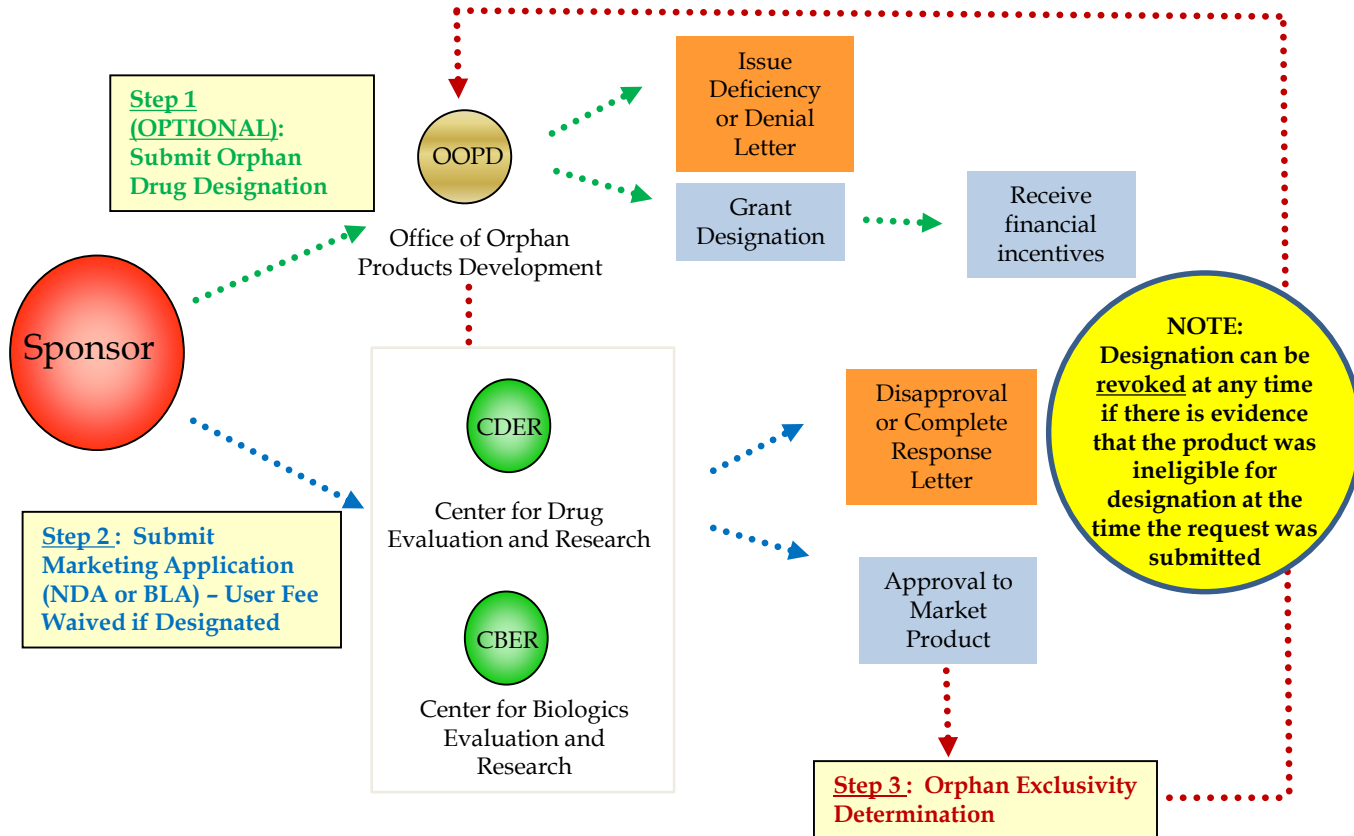 Step 1
(OPTIONAL):
Submit Orphan
Drug Designation
OOPD
Office of Orphan
Products Development
Issue
Deficiency
or Denial
Letter
Grant
Designation
Receive
financial
incentives
Sponsor
NOTE:
Designation can be
revoked at any time
if there is evidence
that the product was
ineligible for
designation at the
time the request was
submitted
CDER
Center for Drug
Evaluation and Research
Disapproval
or Complete
Response
Letter
Step 2 : Submit
Marketing Application
(NDA or BLA) – User Fee
Waived if Designated
CBER
Center for Biologics
Evaluation and
Research
Approval to
Market
Product
Step 3 : Orphan Exclusivity
Determination